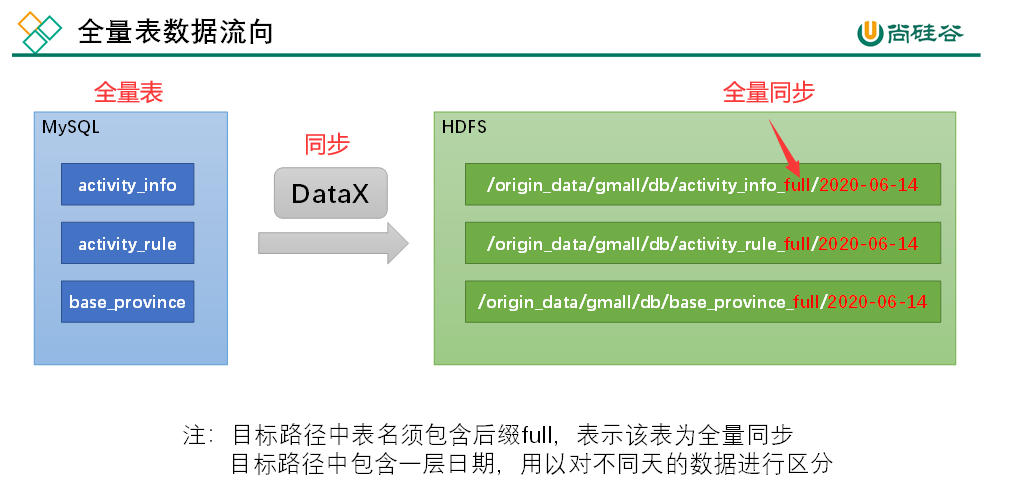 全量表数据流向
尚硅谷
全量表
全量同步
MySQL
同步
HDFS
activity_info
DataX
/origin_data/gmall/db/activity_info_full/2020-06-14
activity_rule
/origin_data/gmall/db/activity_rule_full/2020-06-14
base_province
/origin_data/gmall/db/base_province_full/2020-06-14
注：目标路径中表名须包含后缀full，表示该表为全量同步
目标路径中包含一层日期，用以对不同天的数据进行区分